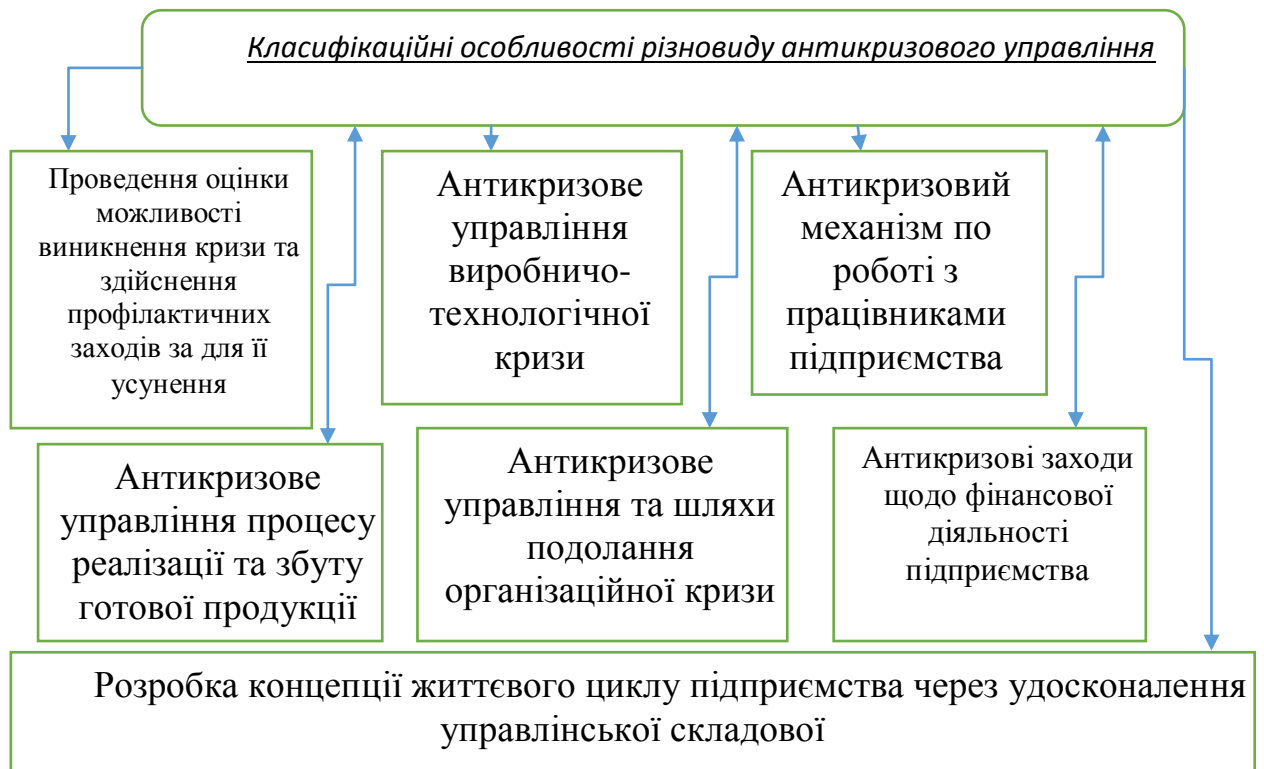 Класифікаційні особливості різновиду антикризового управління
Проведення оцінки
можливості
виникнення кризи та
здійснення
профілактичних
заходів за для її
усунення
Антикризове
управління
виробничо-
технологічної
кризи
Антикризовий
механізм по
роботі з
працівниками
підприємства
Антикризове
управління процесу
реалізації та збуту
готової продукції
Антикризове
управління та шляхи
подолання
організаційної кризи
Антикризові заходи
щодо фінансової
діяльності
підприємства
Розробка концепції життєвого циклу підприємства через удосконалення
управлінської складової